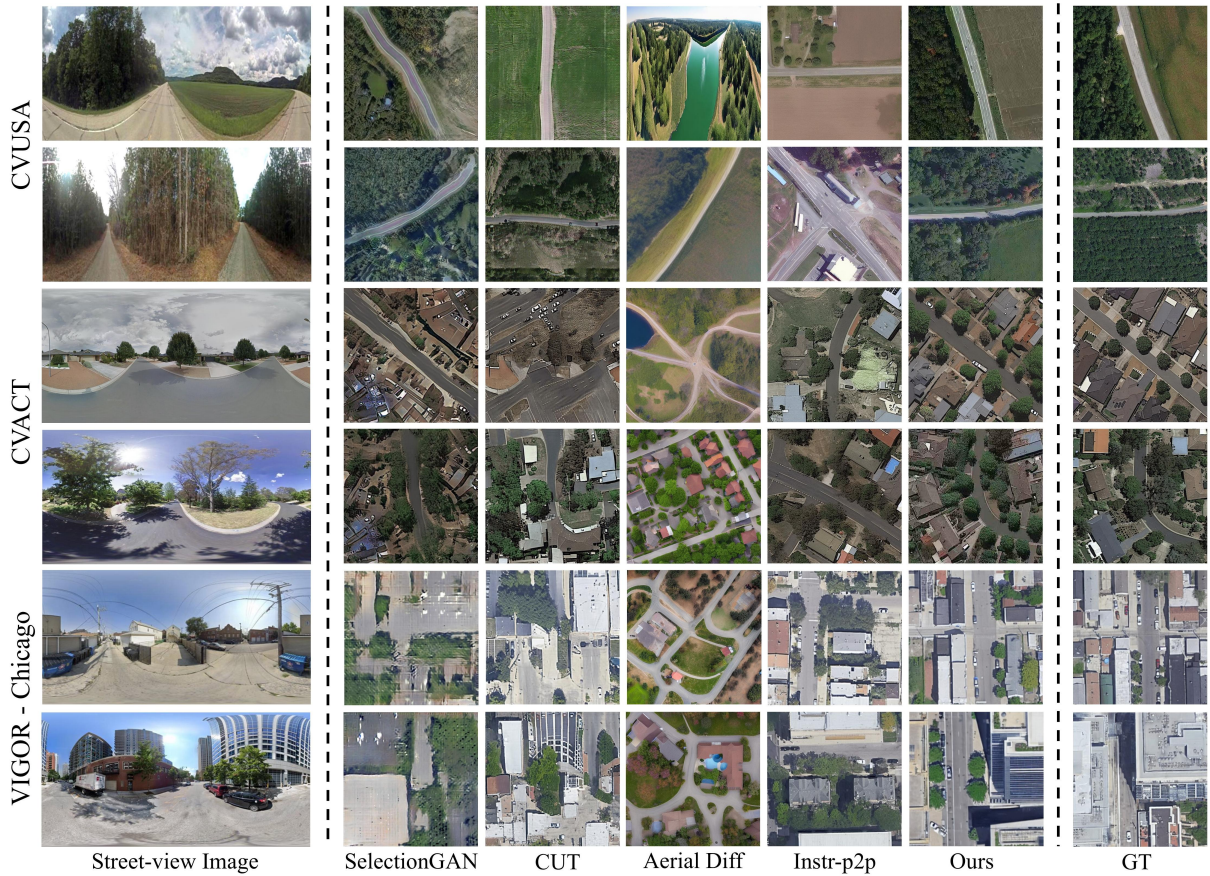 CVUSA
CVACT
VIGOR - Chicago
Street-view Image
SelectionGAN
CUT
Aerial Diff
Instr-p2p
Ours
GT